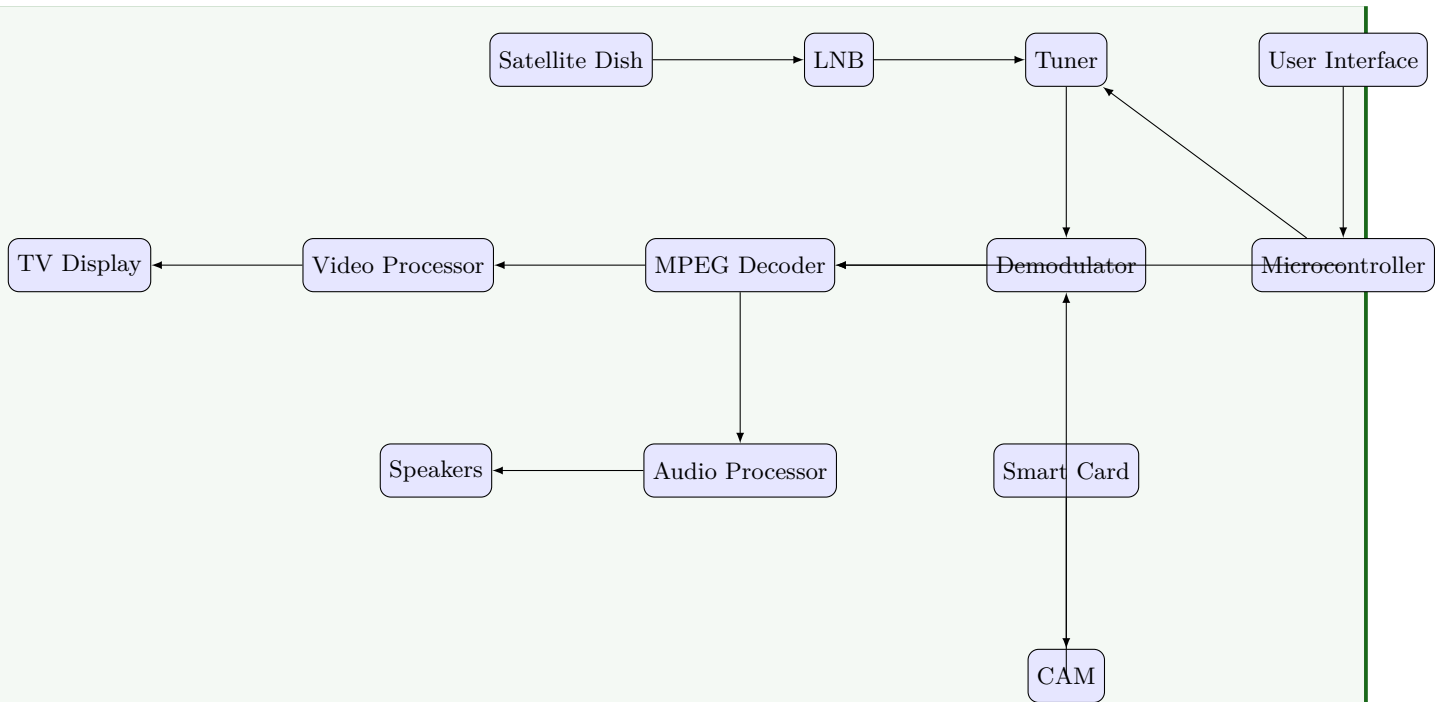 Satellite Dish
LNB
Tuner
User Interface
TV Display
Video Processor
MPEG Decoder
Demodulator
Microcontroller
Speakers
Audio Processor
Smart Card
CAM